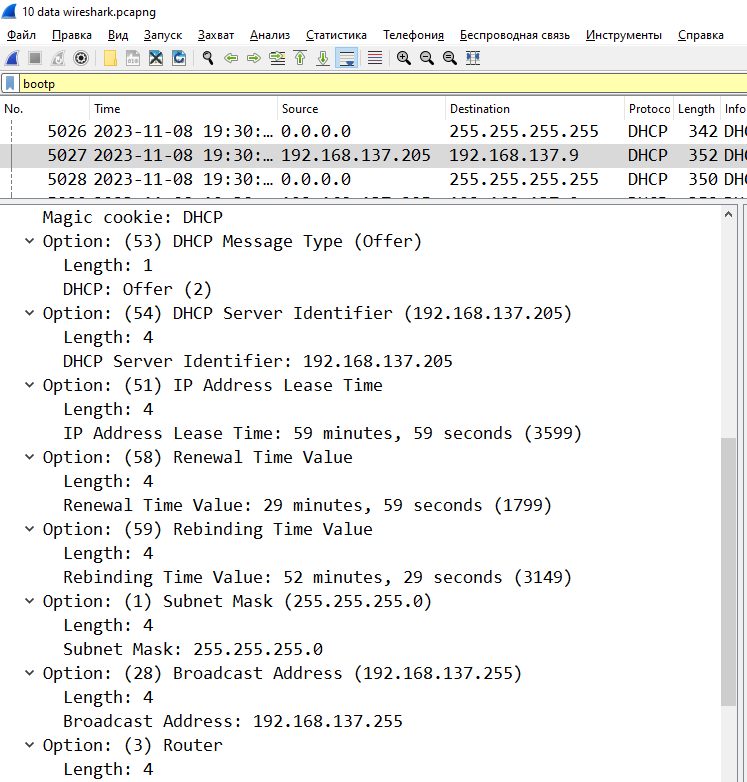 10 data wireshark.pcapng
Файл Правка Вид Запуск Захват Анализ Статистика Телефония Беспроводная связь Инструменты Справка
bootp
No. Time Source Destination Protoco Length Info
5026 2023-11-08 19:30:… 0.0.0.0 255.255.255.255 DHCP 342 DHC
5027 2023-11-08 19:30:… 192.168.137.205 192.168.137.9 DHCP 352 DHC
5028 2023-11-08 19:30:… 0.0.0.0 255.255.255.255 DHCP 350 DHC
Magic cookie: DHCP
Option: (53) DHCP Message Type (Offer)
Length: 1
DHCP: Offer (2)
Option: (54) DHCP Server Identifier (192.168.137.205)
Length: 4
DHCP Server Identifier: 192.168.137.205
Option: (51) IP Address Lease Time
Length: 4
IP Address Lease Time: 59 minutes, 59 seconds (3599)
Option: (58) Renewal Time Value
Length: 4
Renewal Time Value: 29 minutes, 59 seconds (1799)
Option: (59) Rebinding Time Value
Length: 4
Rebinding Time Value: 52 minutes, 29 seconds (3149)
Option: (1) Subnet Mask (255.255.255.0)
Length: 4
Subnet Mask: 255.255.255.0
Option: (28) Broadcast Address (192.168.137.255)
Length: 4
Broadcast Address: 192.168.137.255
Option: (3) Router
Length: 4